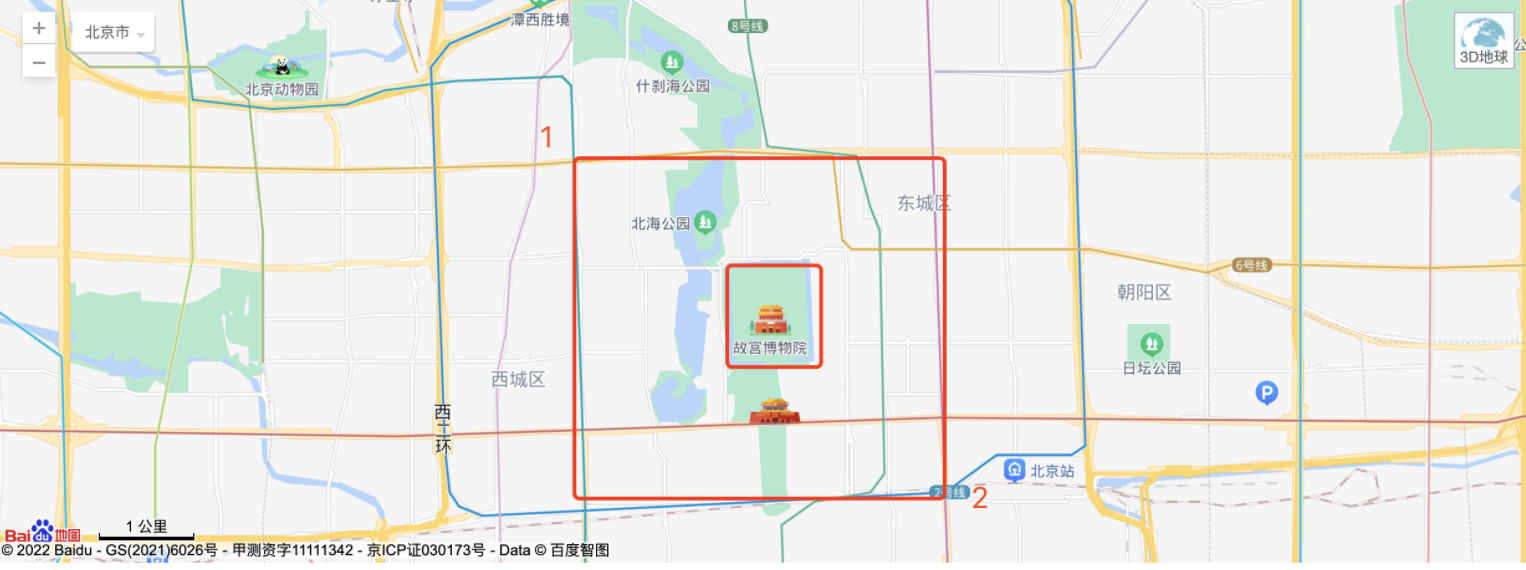 潭西胜境
8号线
+
北京市
−
3D地球
北京动物园
什刹海公园
1
东城区
北海公园
6号线
朝阳区
故宫博物院
日坛公园
西城区
P
西二环
北京站
2号线
2
1 公里
Bai du 地图
© 2022 Baidu - GS(2021)6026号 - 甲测资字11111342 - 京ICP证030173号 - Data © 百度智图